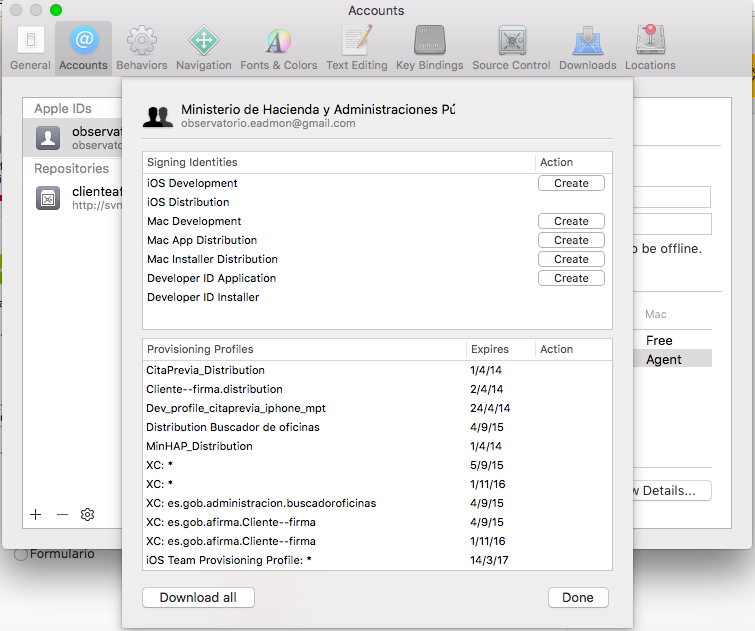 Accounts
General Accounts Behaviors Navigation Fonts & Colors Text Editing Key Bindings Source Control Downloads Locations
Apple IDs
observat
observato
Repositories
clienteaf
http://svn
Ministerio de Hacienda y Administraciones Pú
observatorio.eadmon@gmail.com
Signing Identities Action
iOS Development Create
iOS Distribution
Mac Development Create
Mac App Distribution Create
Mac Installer Distribution Create
Developer ID Application Create
Developer ID Installer
Provisioning Profiles Expires Action
CitaPrevia_Distribution 1/4/14
Cliente--firma.distribution 2/4/14
Dev_profile_citaprevia_iphone_mpt 24/4/14
Distribution Buscador de oficinas 4/9/15
MinHAP_Distribution 1/4/14
XC: * 5/9/15
XC: * 1/11/16
XC: es.gob.administracion.buscadoroficinas 4/9/15
XC: es.gob.afirma.Cliente--firma 4/9/15
XC: es.gob.afirma.Cliente--firma 1/11/16
iOS Team Provisioning Profile: * 14/3/17
Download all Done
o be offline.
Mac
Free
Agent
w Details...
Formulario